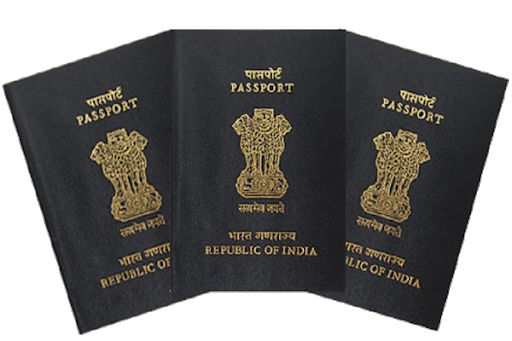 पासपोर्ट
PASSPORT
सत्यमेव जयते
भारत गणराज्य
REPUBLIC OF
पासपोर्ट
PASSPORT
सत्यमेव जयते
भारत गणराज्य
REPUBLIC OF INDIA
पासपोर्ट
PASSPORT
सत्यमेव जयते
भारत गणराज्य
LIC OF INDIA